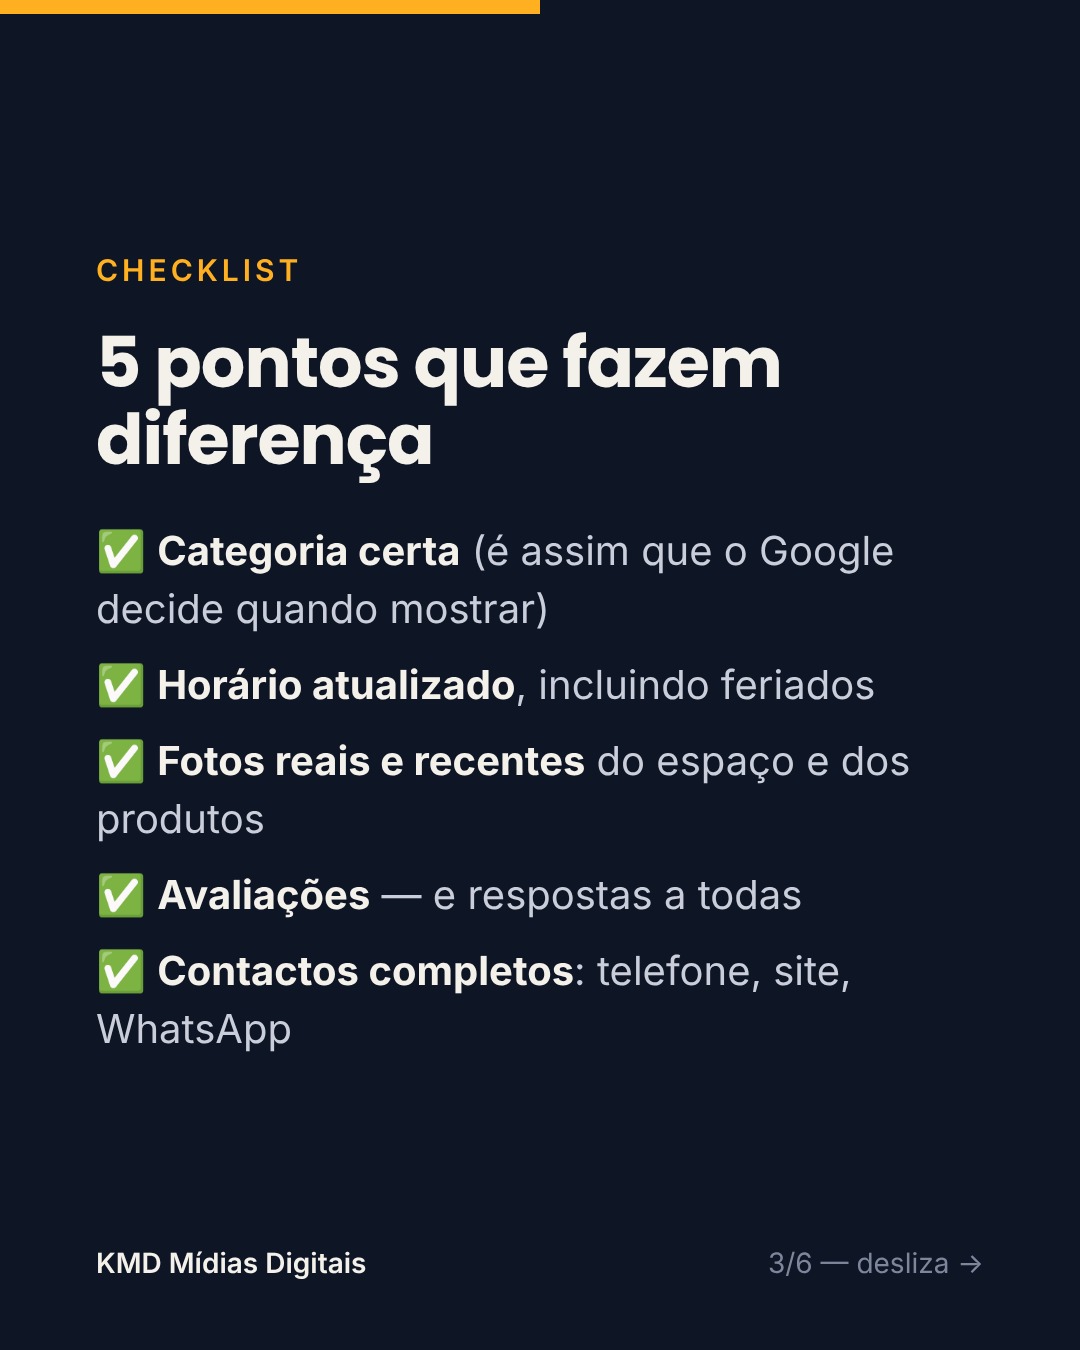 CHECKLIST
5 pontos que fazem
diferença
✅ Categoria certa (é assim que o Google
decide quando mostrar)
✅ Horário atualizado, incluindo feriados
✅ Fotos reais e recentes do espaço e dos
produtos
✅ Avaliações — e respostas a todas
✅ Contactos completos: telefone, site,
WhatsApp
KMD Mídias Digitais
3/6 — desliza →